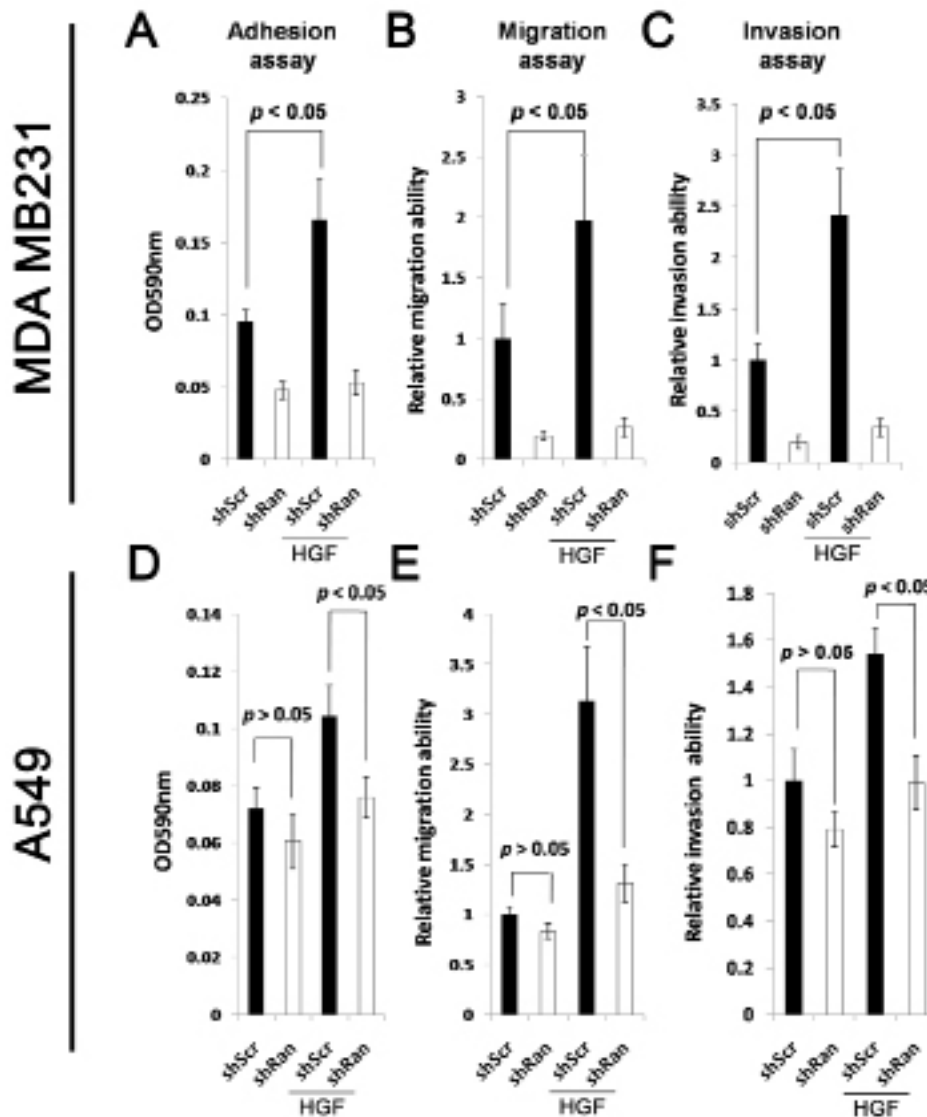 MDA MB231
A549
A
Adhesion
assay
OD590nm
0.25
0.2
0.15
0.1
0.05
0
p < 0.05
shScr
shRan
shScr
shRan
HGF
B
Migration
assay
Relative migration ability
3
2.5
2
1.5
1
0.5
0
p < 0.05
shScr
shRan
shScr
shRan
HGF
C
Invasion
assay
Relative invasion ability
3.5
3
2.5
2
1.5
1
0.5
0
p < 0.05
shScr
shRan
shScr
shRan
HGF
D
OD590nm
0.14
0.12
0.1
0.08
0.06
0.04
0.02
0
p > 0.05
p < 0.05
shScr
shRan
shScr
shRan
HGF
E
Relative migration ability
4
3.5
3
2.5
2
1.5
1
0.5
0
p > 0.05
p < 0.05
shScr
shRan
shScr
shRan
HGF
F
Relative invasion ability
1.8
1.6
1.4
1.2
1
0.8
0.6
0.4
0.2
0
p > 0.05
p < 0.05
shScr
shRan
shScr
shRan
HGF